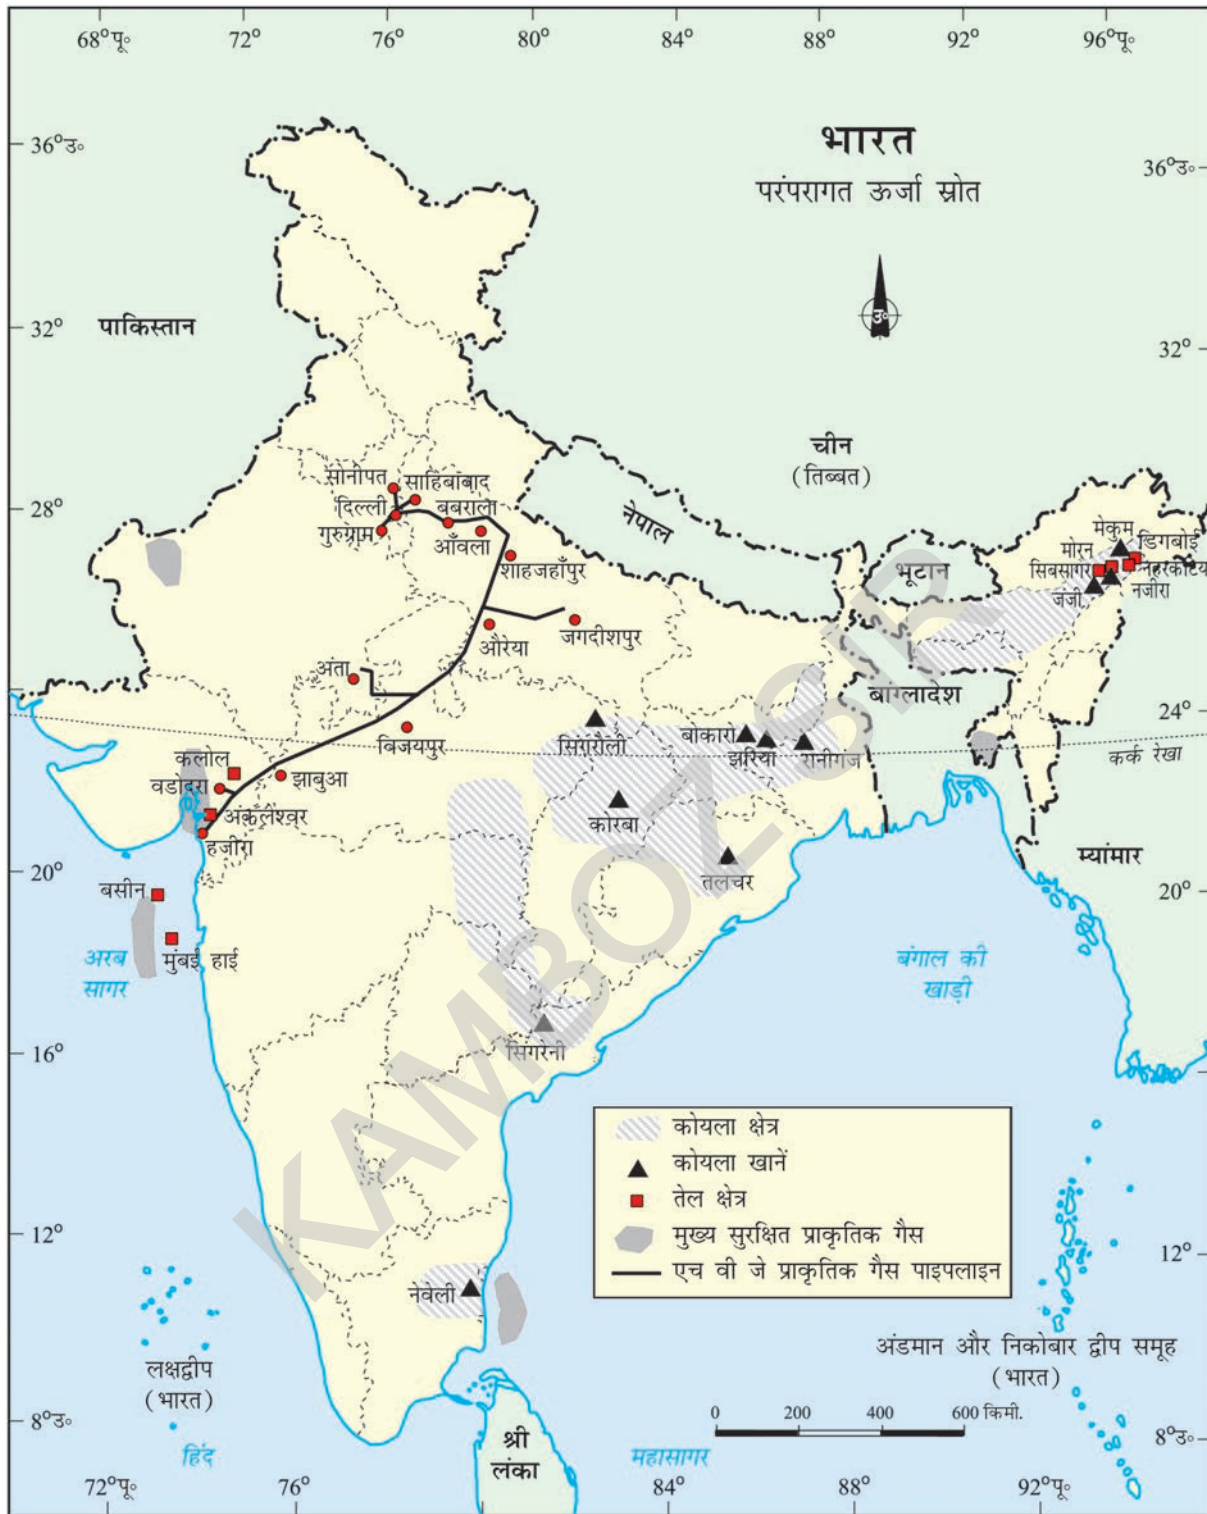 68°पू॰ 72° 76° 80° 84° 88° 92° 96°पू॰
36°उ॰
36°उ॰
भारत
परंपरागत ऊर्जा स्रोत
उ॰
पाकिस्तान
32°
32°
चीन
(तिब्बत)
सोनीपत
साहिबाबाद
दिल्ली
बबराला
गुरुग्राम
आँवला
शाहजहाँपुर
28°
28°
नेपाल
भूटान
मेकुम
डिगबोई
मोरन
सिबसागर
नहरकटिय
जंजी
नजीरा
औरैया
जगदीशपुर
अंता
बिजयपुर
बांग्लादेश
24°
24°
कर्क रेखा
सिंगरौली
बोकारो
झरिया
रानीगंज
कलोल
वडोदरा
झाबुआ
अंकलेश्वर
हजीरा
कोरबा
तलचर
म्यांमार
20°
20°
बसीन
मुंबई हाई
अरब
सागर
बंगाल की
खाड़ी
सिंगरेनी
16°
कोयला क्षेत्र
कोयला खानें
तेल क्षेत्र
मुख्य सुरक्षित प्राकृतिक गैस
एच वी जे प्राकृतिक गैस पाइपलाइन
12°
12°
नेवेली
लक्षद्वीप
(भारत)
अंडमान और निकोबार द्वीप समूह
(भारत)
0 200 400 600 किमी.
8°उ॰
8°उ॰
हिंद
महासागर
श्री
लंका
72°पू॰ 76° 84° 88° 92°पू॰
KAMBOZ SIR